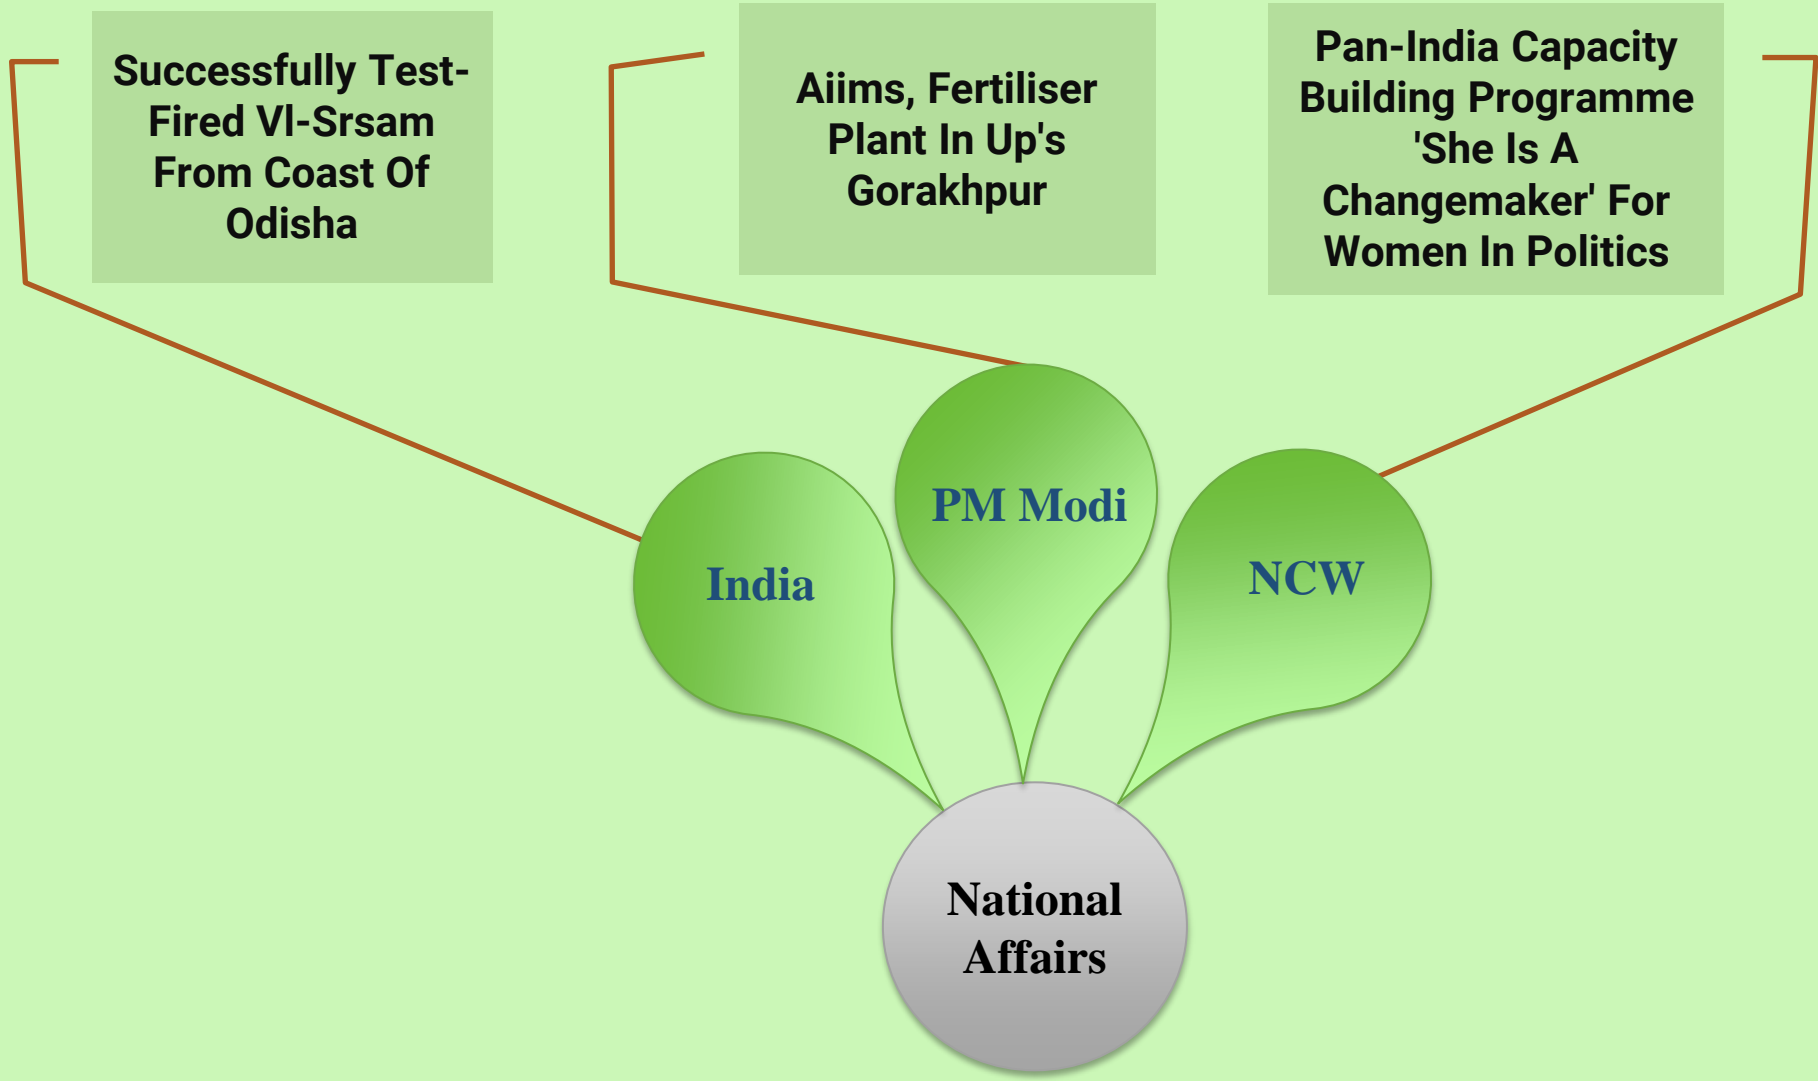 Successfully Test-
Fired Vl-Srsam
From Coast Of
Odisha
Aiims, Fertiliser
Plant In Up's
Gorakhpur
Pan-India Capacity
Building Programme
'She Is A
Changemaker' For
Women In Politics
India
PM Modi
NCW
National
Affairs